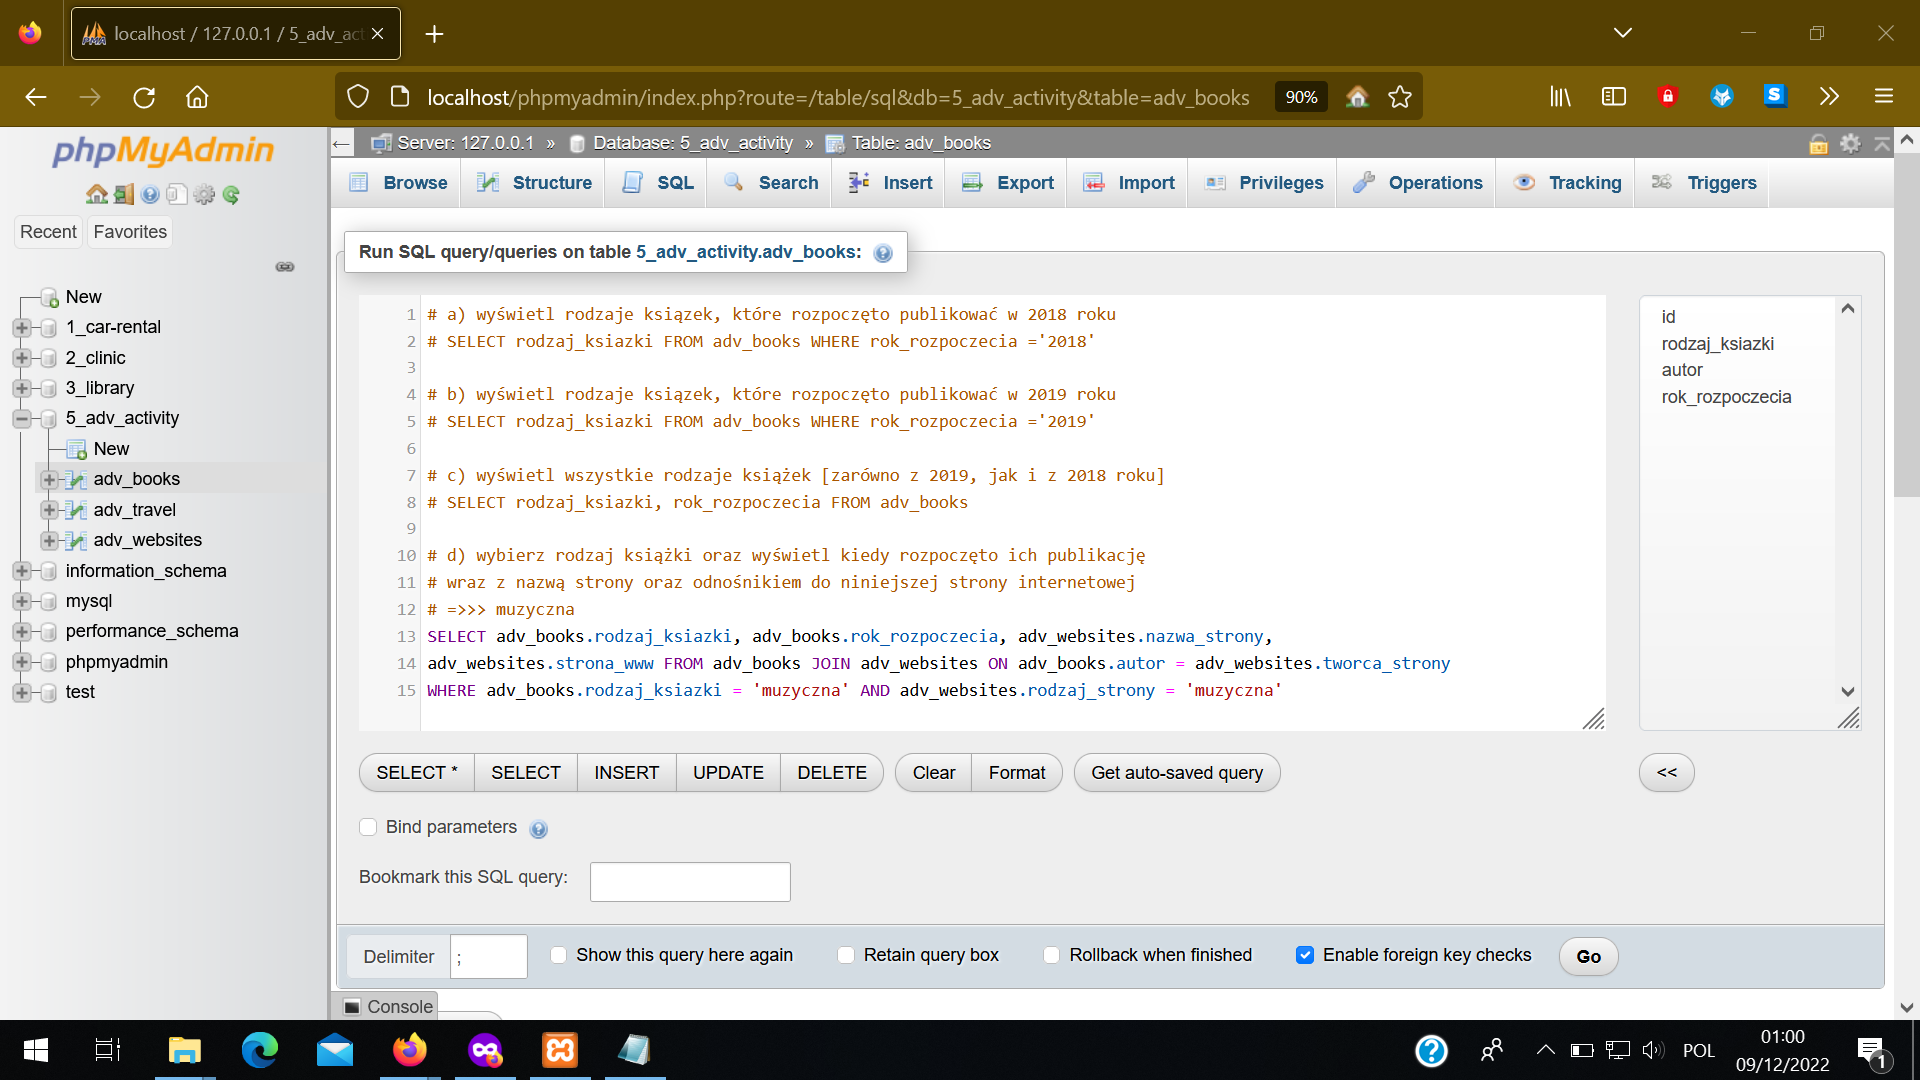 localhost / 127.0.0.1 / 5_adv_act
localhost/phpmyadmin/index.php?route=/table/sql&db=5_adv_activity&table=adv_books
90%
S
phpMyAdmin
Recent
Favorites
New
1_car-rental
2_clinic
3_library
5_adv_activity
New
adv_books
adv_travel
adv_websites
information_schema
mysql
performance_schema
phpmyadmin
test
Server: 127.0.0.1 » Database: 5_adv_activity » Table: adv_books
Browse Structure SQL Search Insert Export Import Privileges Operations Tracking Triggers
Run SQL query/queries on table 5_adv_activity.adv_books:
1 # a) wyświetl rodzaje ksiązek, które rozpoczęto publikować w 2018 roku
2 # SELECT rodzaj_ksiazki FROM adv_books WHERE rok_rozpoczecia ='2018'
3
4 # b) wyświetl rodzaje ksiązek, które rozpoczęto publikować w 2019 roku
5 # SELECT rodzaj_ksiazki FROM adv_books WHERE rok_rozpoczecia ='2019'
6
7 # c) wyświetl wszystkie rodzaje książek [zarówno z 2019, jak i z 2018 roku]
8 # SELECT rodzaj_ksiazki, rok_rozpoczecia FROM adv_books
9
10 # d) wybierz rodzaj książki oraz wyświetl kiedy rozpoczęto ich publikację
11 # wraz z nazwą strony oraz odnośnikiem do niniejszej strony internetowej
12 # =>>> muzyczna
13 SELECT adv_books.rodzaj_ksiazki, adv_books.rok_rozpoczecia, adv_websites.nazwa_strony,
14 adv_websites.strona_www FROM adv_books JOIN adv_websites ON adv_books.autor = adv_websites.tworca_strony
15 WHERE adv_books.rodzaj_ksiazki = 'muzyczna' AND adv_websites.rodzaj_strony = 'muzyczna'
id
rodzaj_ksiazki
autor
rok_rozpoczecia
SELECT * SELECT INSERT UPDATE DELETE Clear Format Get auto-saved query <<
Bind parameters
Bookmark this SQL query:
Delimiter ; Show this query here again Retain query box Rollback when finished Enable foreign key checks Go
Console
POL
01:00
09/12/2022
1